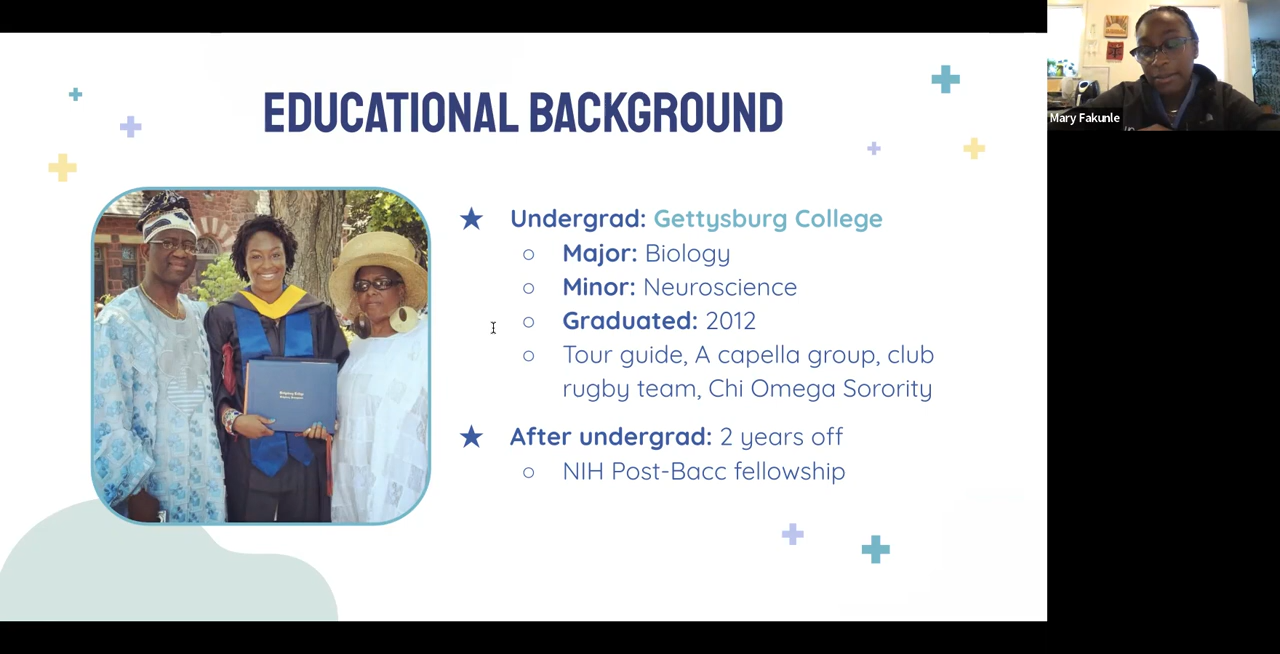 EDUCATIONAL BACKGROUND
Undergrad: Gettysburg College
Major: Biology
Minor: Neuroscience
Graduated: 2012
Tour guide, A capella group, club
rugby team, Chi Omega Sorority
After undergrad: 2 years off
NIH Post-Bacc fellowship
Mary Fakunle